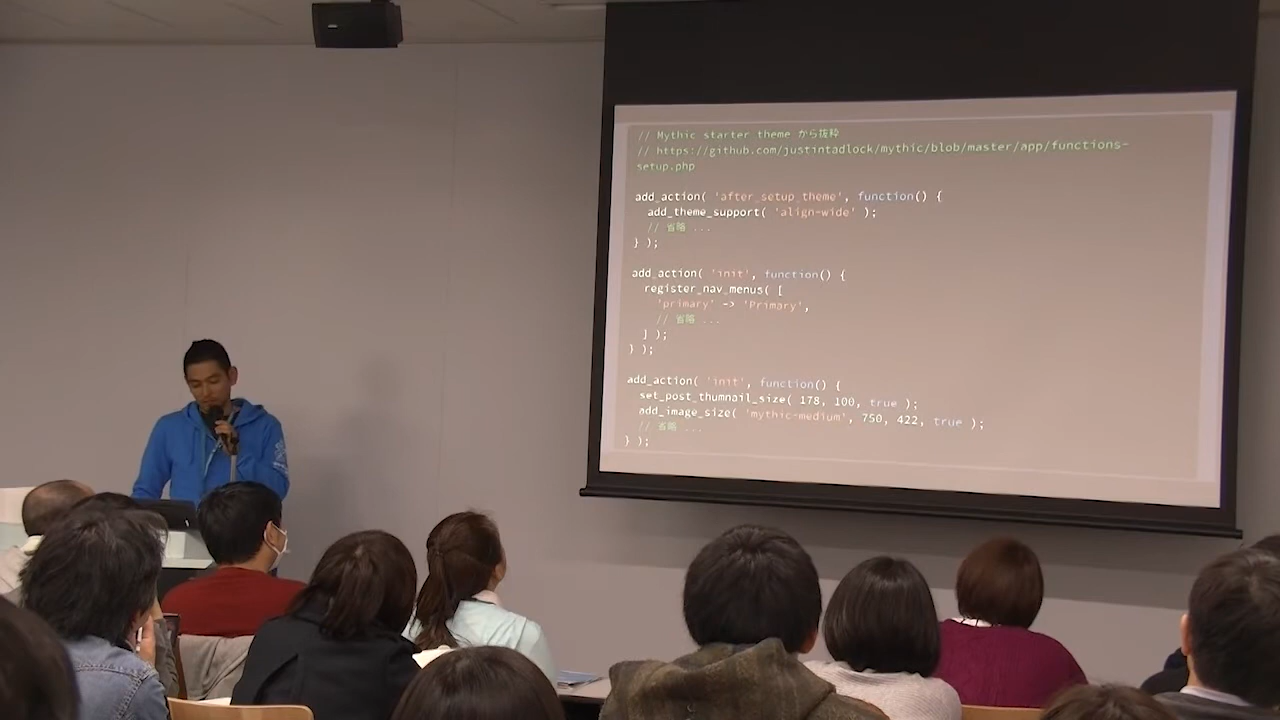 // Mythic starter theme から抜粋
// https://github.com/justintadlock/mythic/blob/master/app/functions-
setup.php
add_action( 'after_setup_theme', function() {
add_theme_support( 'align-wide' );
// 省略 ...
} );
add_action( 'init', function() {
register_nav_menus( [
'primary' => 'Primary',
// 省略 ...
] );
} );
add_action( 'init', function() {
set_post_thumbnail_size( 178, 100, true );
add_image_size( 'mythic-medium', 750, 422, true );
// 省略 ...
} );